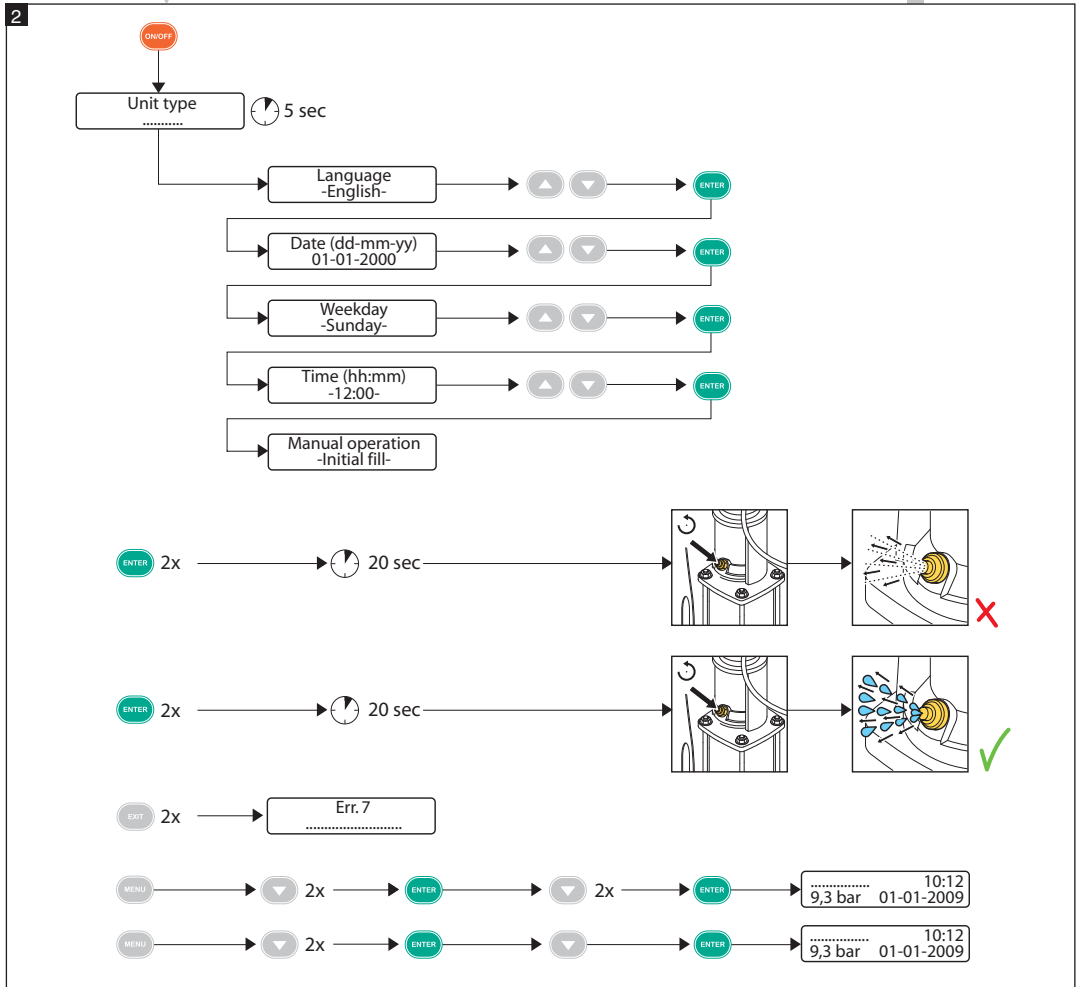 2
ON/OFF
Unit type
...........
5 sec
Language
-English-
ENTER
Date (dd-mm-yy)
01-01-2000
ENTER
Weekday
-Sunday-
ENTER
Time (hh:mm)
-12:00-
ENTER
Manual operation
-Initial fill-
ENTER 2x 20 sec
ENTER 2x 20 sec
EXIT 2x
Err. 7
..........................
MENU 2x ENTER 2x ENTER
............... 10:12
9,3 bar 01-01-2009
MENU 2x ENTER ENTER
............... 10:12
9,3 bar 01-01-2009